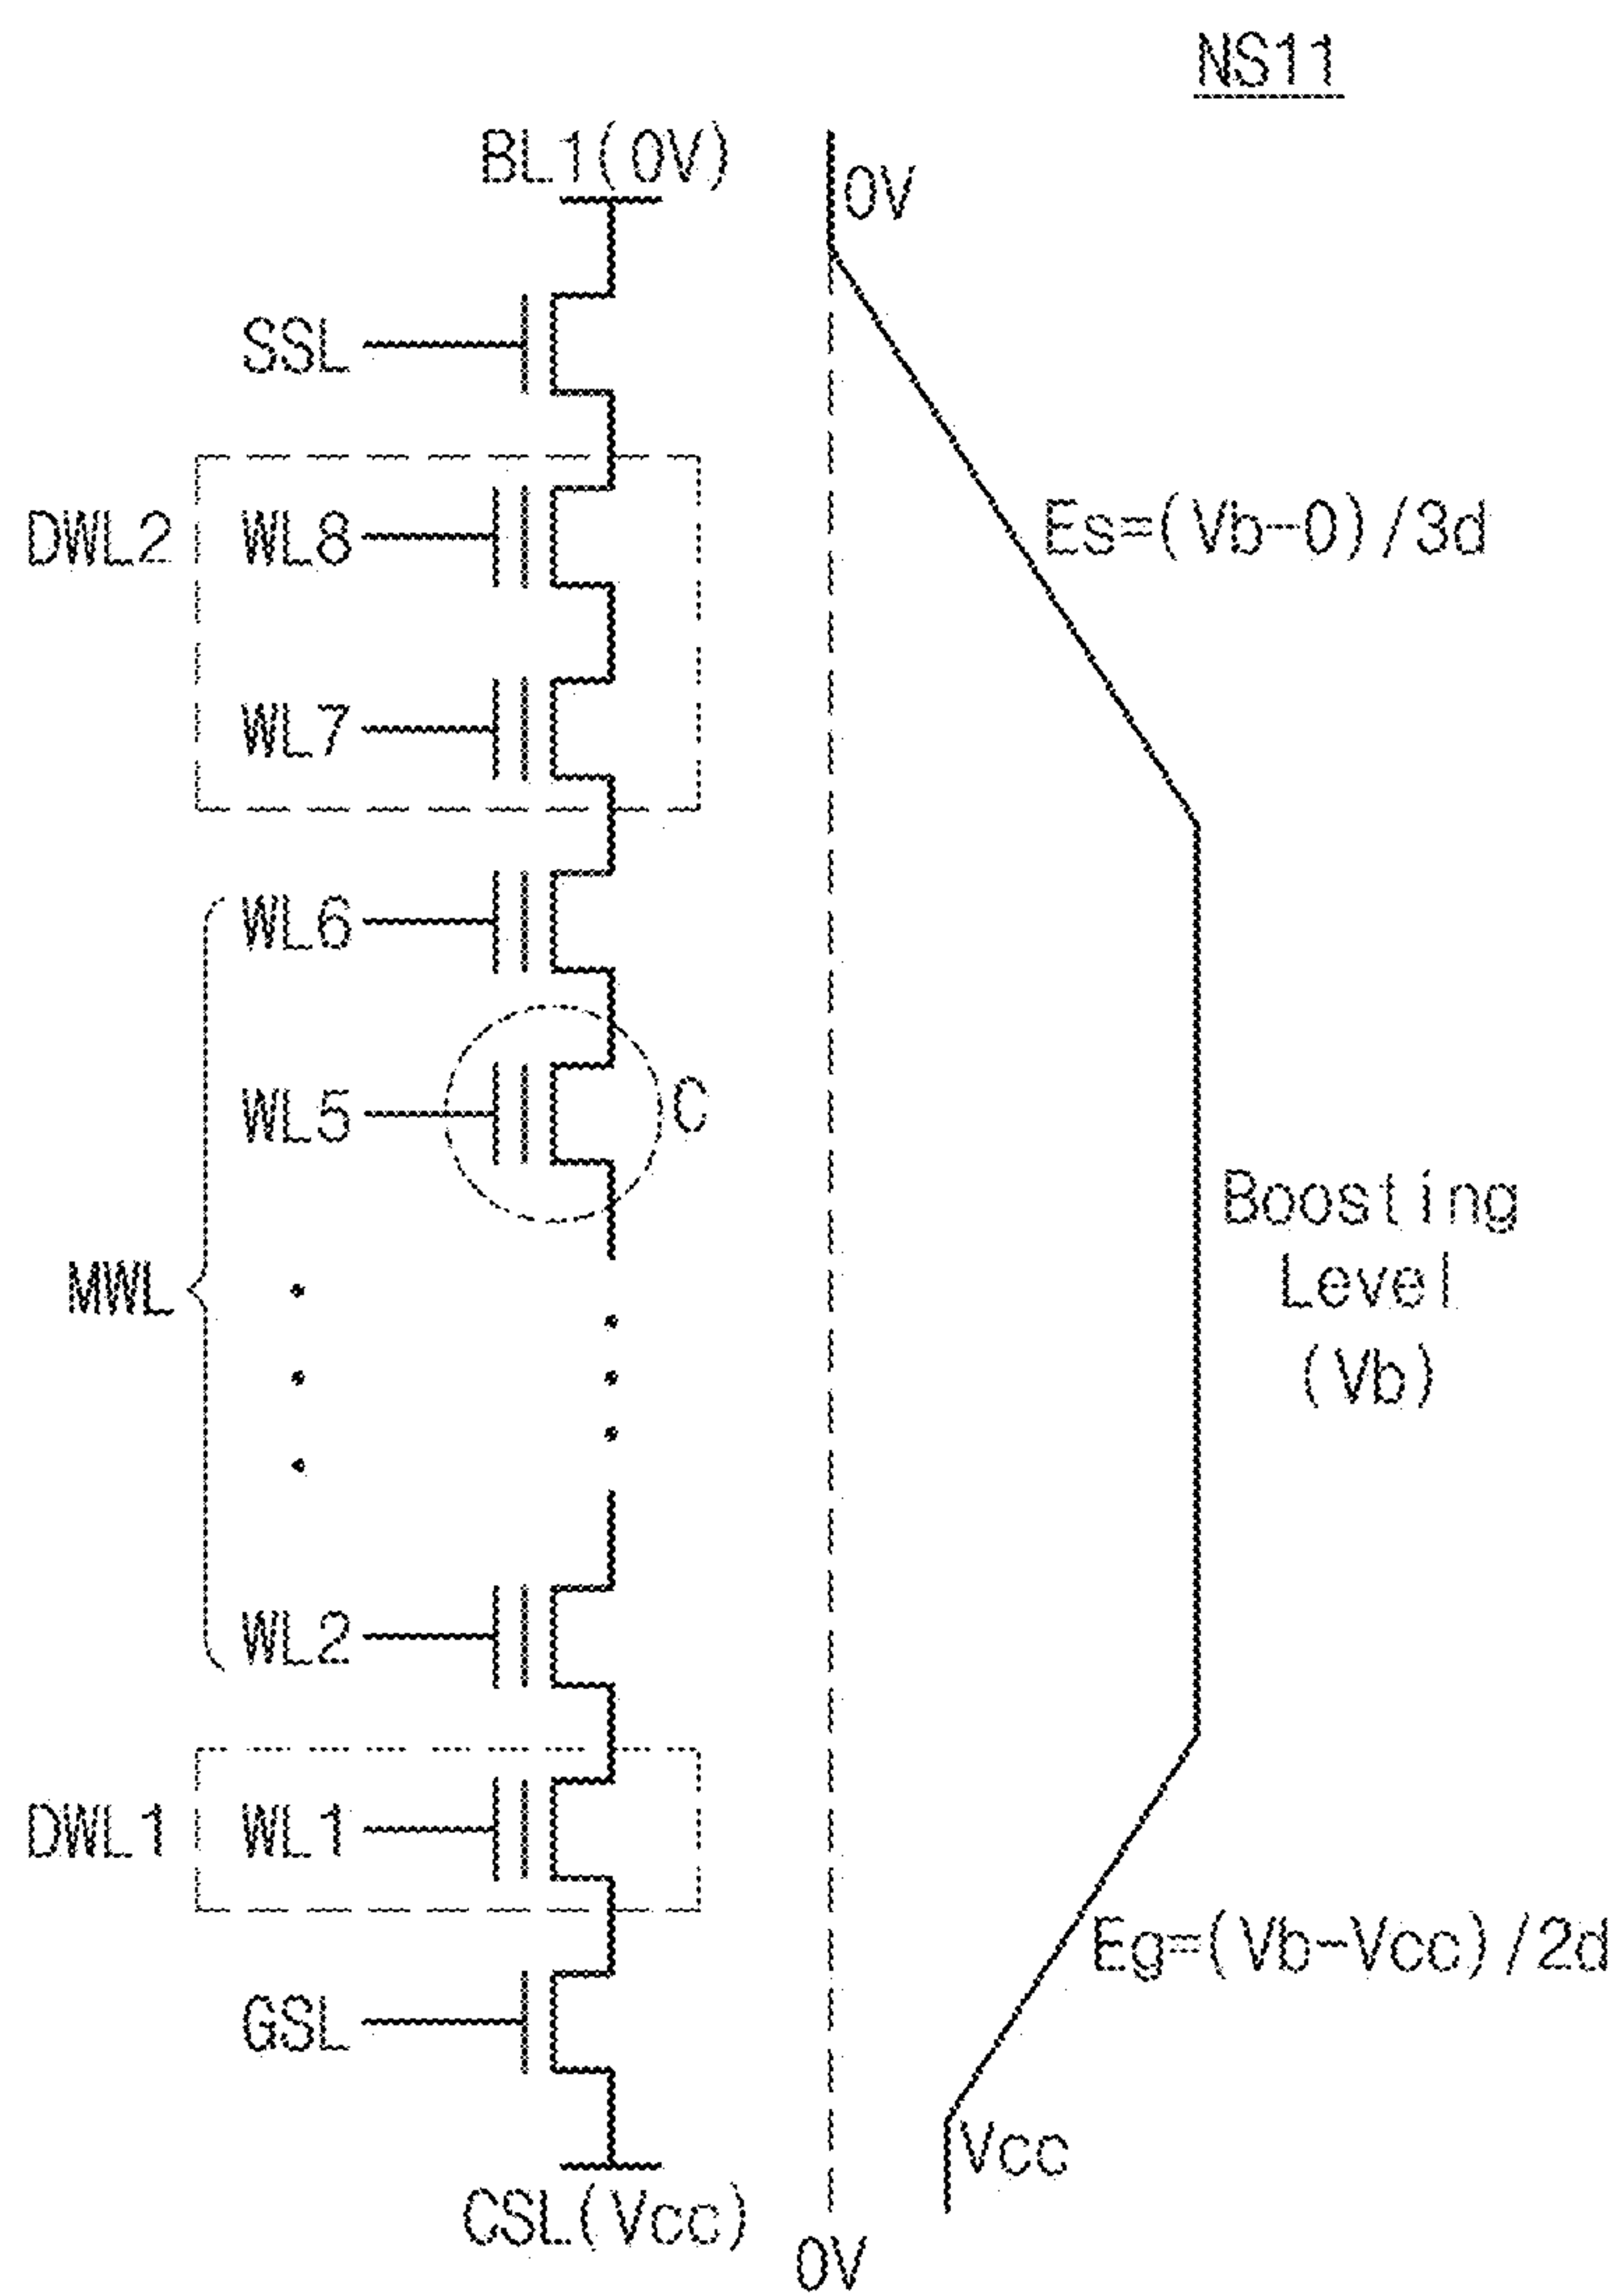 NS11
BL1(0V)
0V
SSL
DWL2
WL8
Es=(Vb-0)/3d
WL7
WL6
WL5
C
MWL
Boosting
Level
(Vb)
WL2
DWL1
WL1
Eg=(Vb-Vcc)/2d
GSL
Vcc
CSL(Vcc)
0V